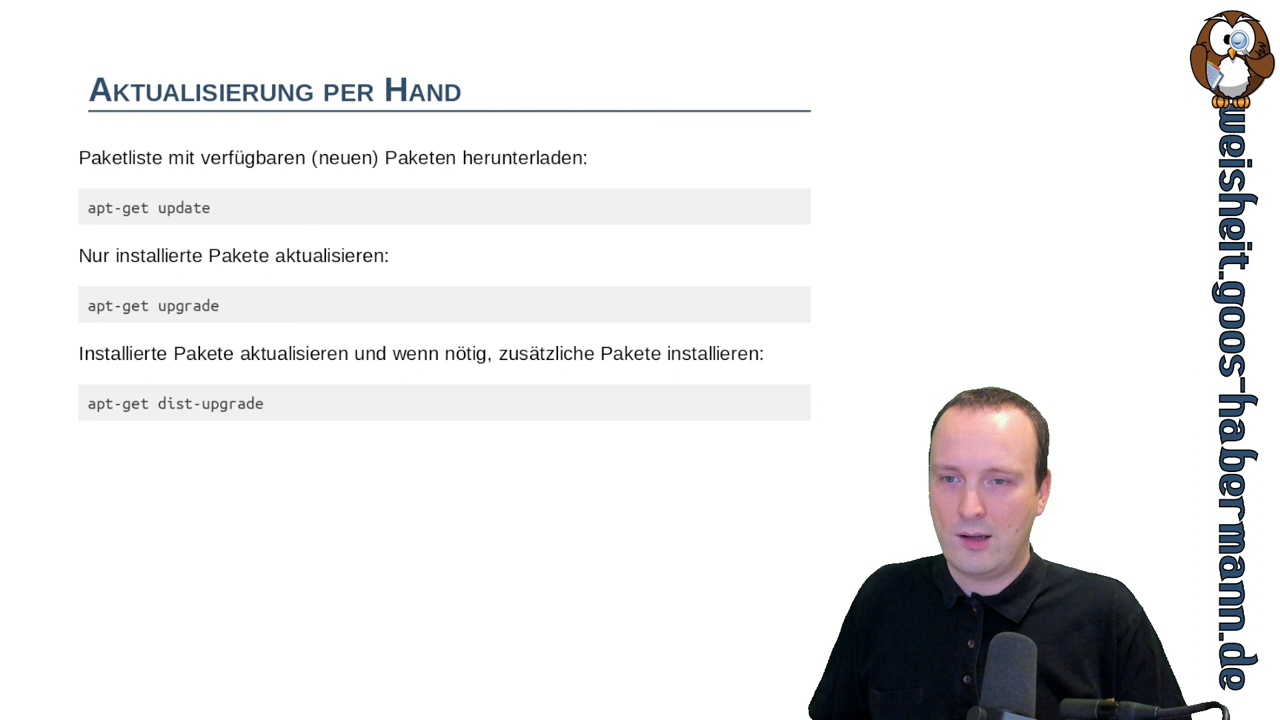 Aktualisierung per Hand
Paketliste mit verfügbaren (neuen) Paketen herunterladen:
apt-get update
Nur installierte Pakete aktualisieren:
apt-get upgrade
Installierte Pakete aktualisieren und wenn nötig, zusätzliche Pakete installieren:
apt-get dist-upgrade
weisheit.goos-habermann.de